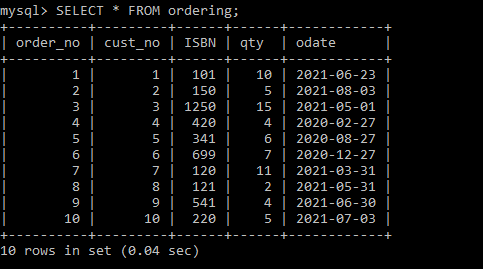 mysql> SELECT * FROM ordering;
+----------+---------+------+------+------------+
| order_no | cust_no | ISBN | qty  | odate      |
+----------+---------+------+------+------------+
|        1 |       1 |  101 |   10 | 2021-06-23 |
|        2 |       2 |  150 |    5 | 2021-08-03 |
|        3 |       3 | 1250 |   15 | 2021-05-01 |
|        4 |       4 |  420 |    4 | 2020-02-27 |
|        5 |       5 |  341 |    6 | 2020-08-27 |
|        6 |       6 |  699 |    7 | 2020-12-27 |
|        7 |       7 |  120 |   11 | 2021-03-31 |
|        8 |       8 |  121 |    2 | 2021-05-31 |
|        9 |       9 |  541 |    4 | 2021-06-30 |
|       10 |      10 |  220 |    5 | 2021-07-03 |
+----------+---------+------+------+------------+
10 rows in set (0.04 sec)